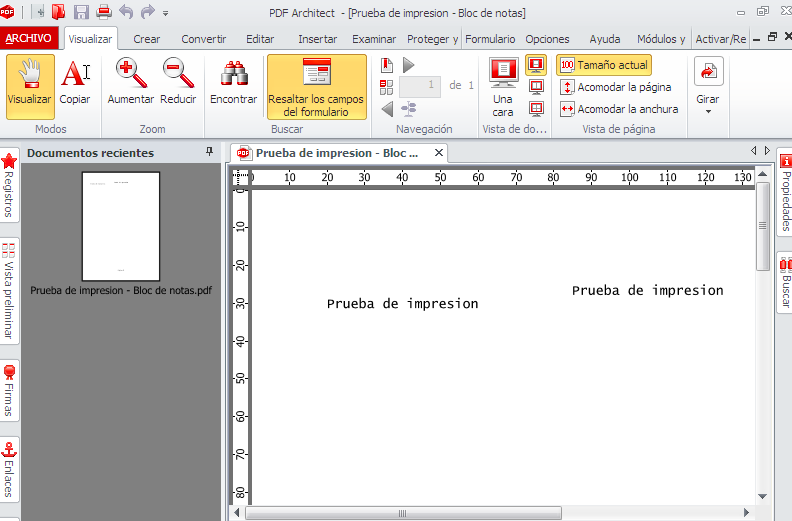 PDF Architect - [Prueba de impresion - Bloc de notas]
ARCHIVO Visualizar Crear Convertir Editar Insertar Examinar Proteger y Formulario Opciones Ayuda Módulos y Activar/Re
Visualizar Copiar
Modos
Aumentar Reducir
Zoom
Encontrar
Resaltar los campos
del formulario
Buscar
1 de 1
Navegación
Una
cara
Vista de do...
100 Tamaño actual
Acomodar la página
Acomodar la anchura
Vista de página
Girar
Registros
Vista preliminar
Firmas
Enlaces
Documentos recientes
Prueba de impresion - Bloc de notas.pdf
PDF Prueba de impresion - Bloc ...
0 10 20 30 40 50 60 70 80 90 100 110 120 130
0
10
20
30
40
50
60
70
80
Prueba de impresion
Prueba de impresion
Propiedades
Buscar